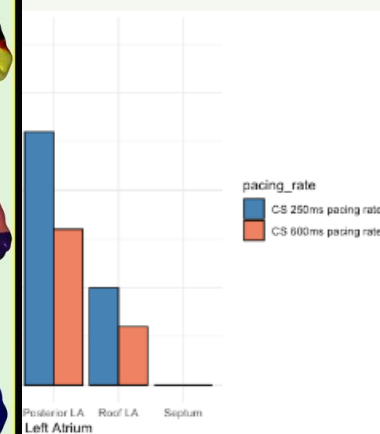 pacing_rate
CS 250ms pacing rate
CS 600ms pacing rate
Posterior LA Roof LA Septum
Left Atrium